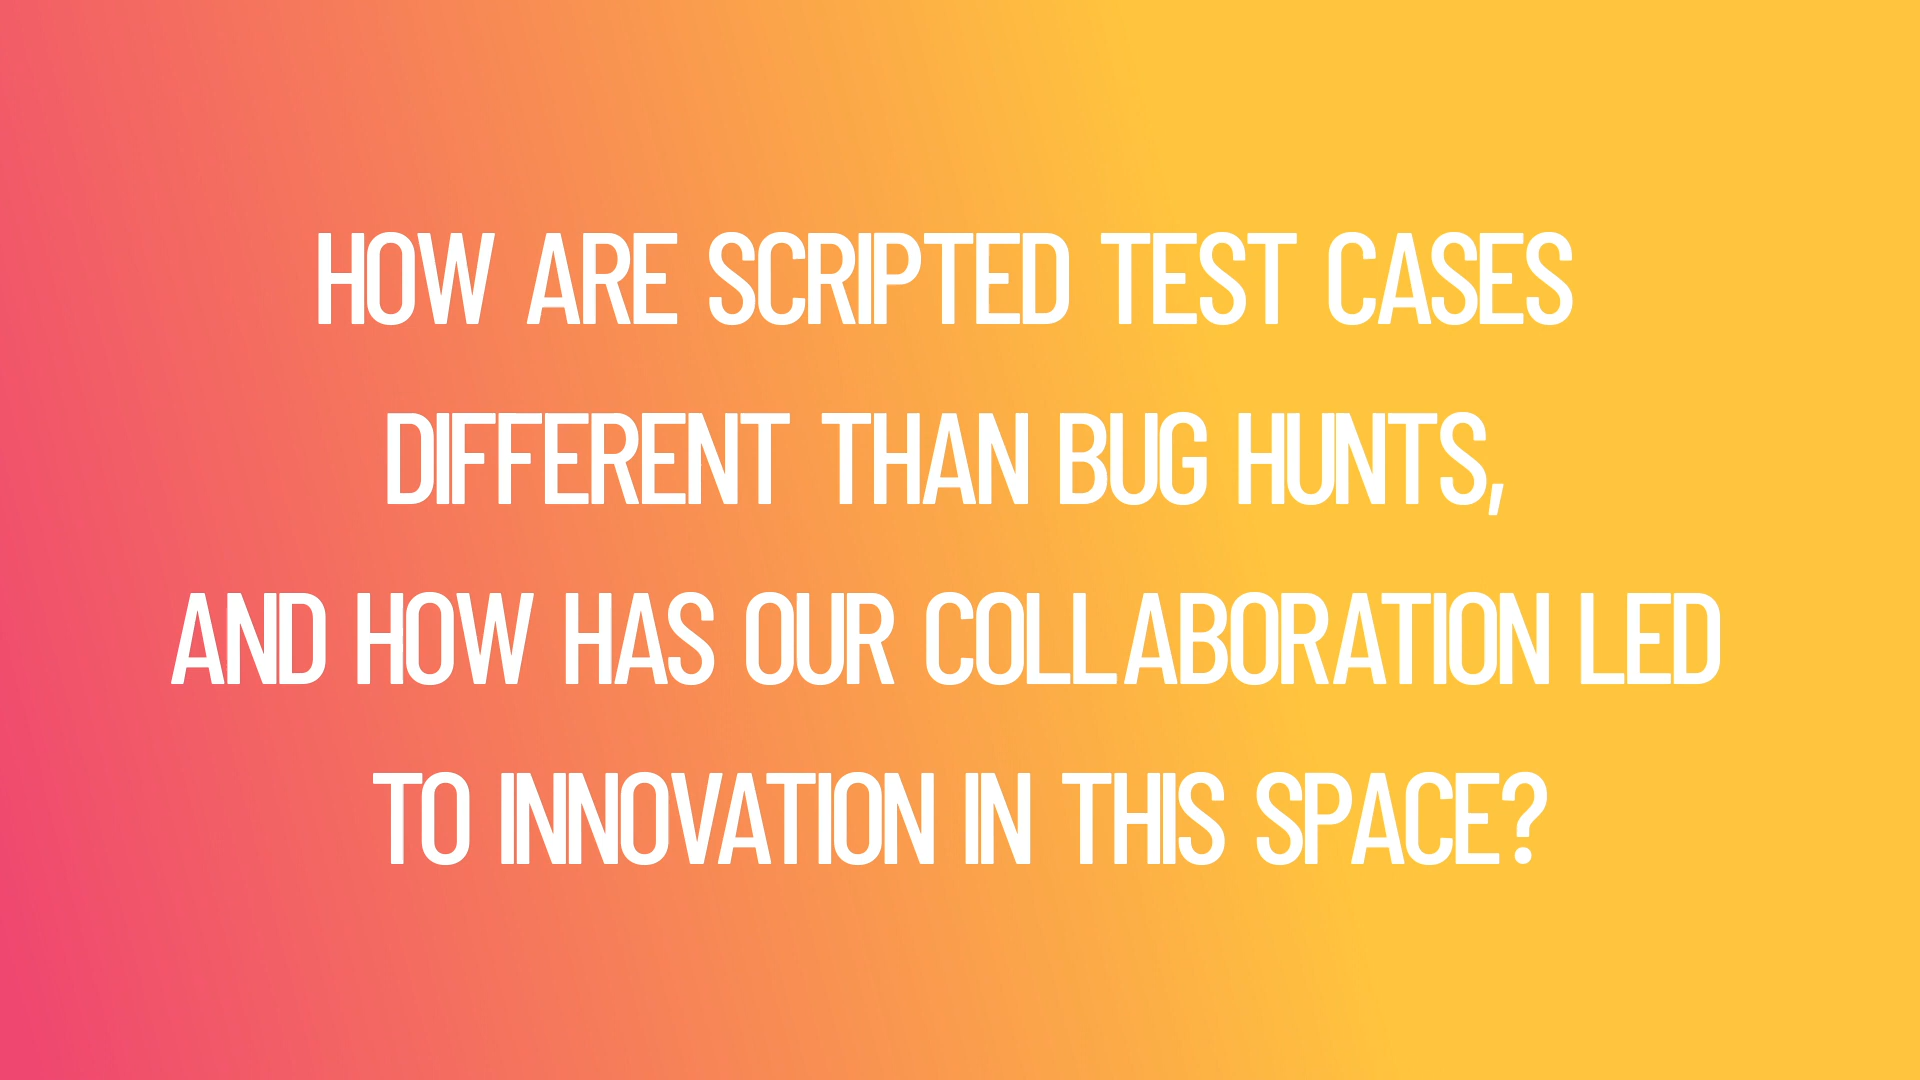 HOW ARE SCRIPTED TEST CASES
DIFFERENT THAN BUG HUNTS,
AND HOW HAS OUR COLLABORATION LED
TO INNOVATION IN THIS SPACE?